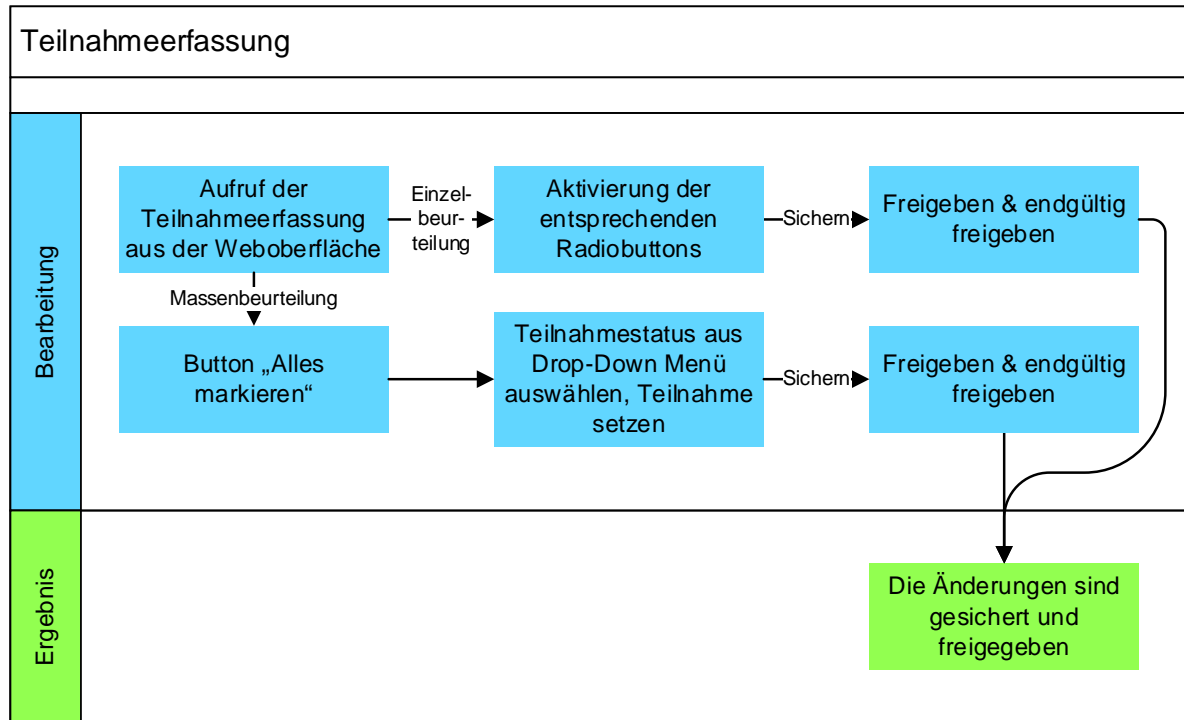 Teilnahmeerfassung
Bearbeitung
Aufruf der
Teilnahmeerfassung
aus der Weboberfläche
Einzel-
beur-
teilung
Aktivierung der
entsprechenden
Radiobuttons
Sichern
Freigeben & endgültig
freigeben
Massenbeurteilung
Button „Alles
markieren“
Teilnahmestatus aus
Drop-Down Menü
auswählen, Teilnahme
setzen
Sichern
Freigeben & endgültig
freigeben
Ergebnis
Die Änderungen sind
gesichert und
freigegeben